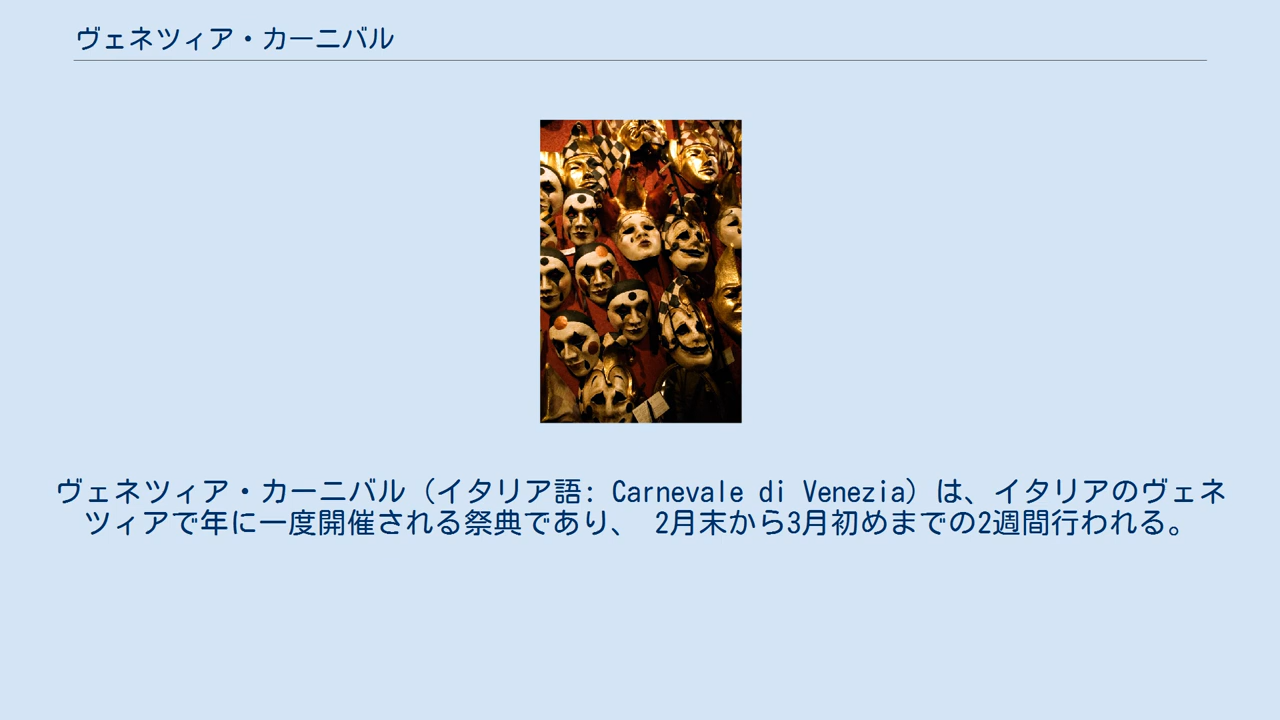 ヴェネツィア・カーニバル
ヴェネツィア・カーニバル（イタリア語: Carnevale di Venezia）は、イタリアのヴェネ
ツィアで年に一度開催される祭典であり、 2月末から3月初めまでの2週間行われる。